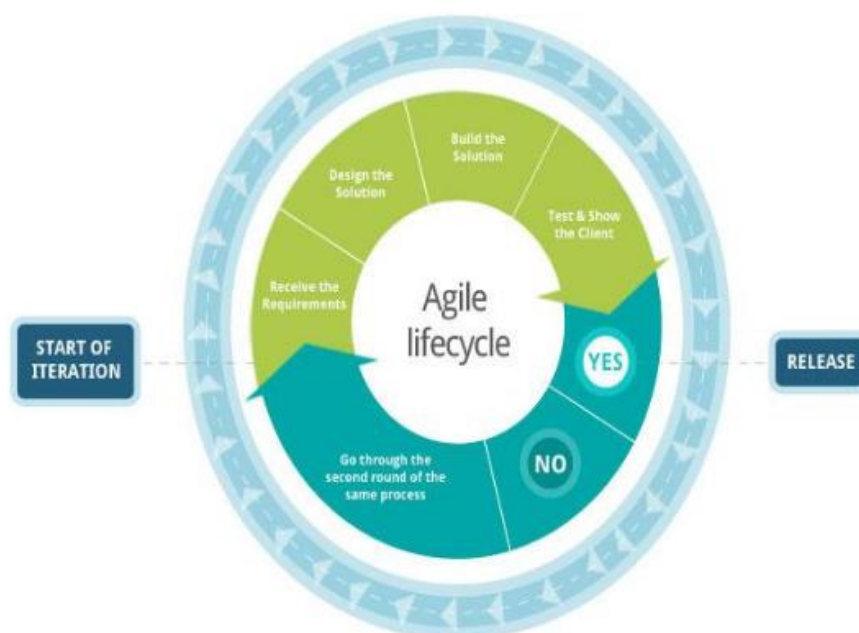 Build the
Solution
Design the
Solution
Test & Show
the Client
Receive the
Requirements
Agile
lifecycle
START OF
ITERATION
YES
RELEASE
NO
Go through the
second round of the
same process